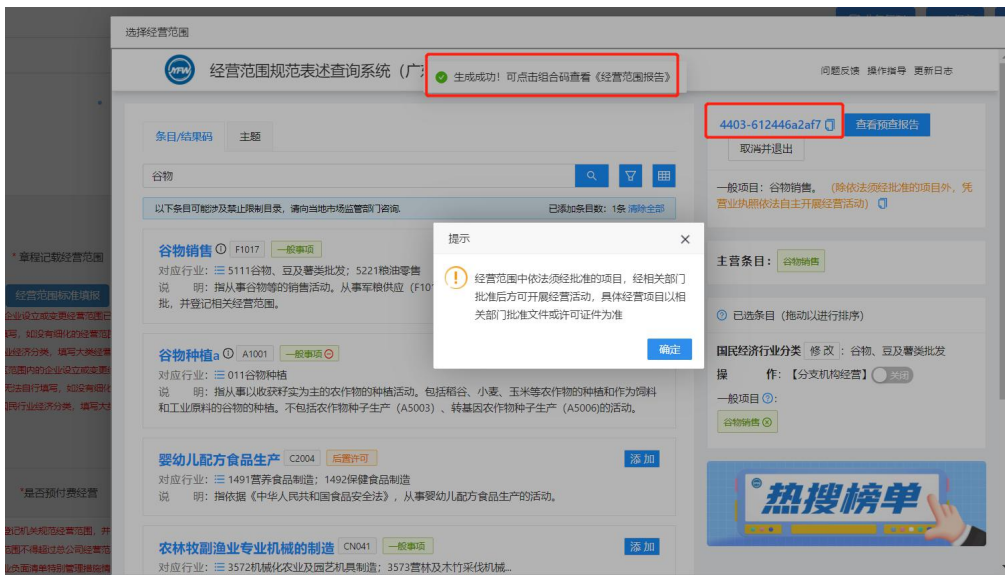 选择经营范围
经营范围规范表述查询系统（广
生成成功！可点击组合码查看《经营范围报告》
问题反馈 操作指导 更新日志
条目/结果码 主题
谷物
以下条目可能涉及禁止限制目录，请向当地市场监管部门咨询. 已添加条目数：1条 清除全部
谷物销售 F1017 一般事项
对应行业：5111谷物、豆及薯类批发；5221粮油零售
说 明：指从事谷物等的销售活动。从事军粮供应（F10
批，并登记相关经营范围。
谷物种植a A1001 一般事项
对应行业：011谷物种植
说 明：指从事以收获籽实为主的农作物的种植活动。包括稻谷、小麦、玉米等农作物的种植和作为饲料
和工业原料的谷物的种植。不包括农作物种子生产（A5003）、转基因农作物种子生产（A5006)的活动。
婴幼儿配方食品生产 C2004 后置许可 添加
对应行业：1491营养食品制造；1492保健食品制造
说 明：指依据《中华人民共和国食品安全法》，从事婴幼儿配方食品生产的活动。
农林牧副渔业专业机械的制造 CN041 一般事项 添加
对应行业：3572机械化农业及园艺机具制造；3573营林及木竹采伐机械...
提示
经营范围中依法须经批准的项目，经相关部门
批准后方可开展经营活动，具体经营项目以相
关部门批准文件或许可证件为准
确定
4403-612446a2af7 查看预查报告
取消并退出
一般项目：谷物销售。（除依法须经批准的项目外，凭
营业执照依法自主开展经营活动）
主营条目：谷物销售
已选条目（拖动以进行排序）
国民经济行业分类 修改：谷物、豆及薯类批发
操 作：【分支机构经营】 关闭
一般项目：
谷物销售
热搜榜单
*章程记载经营范围
经营范围标准填报
*是否预付费经营